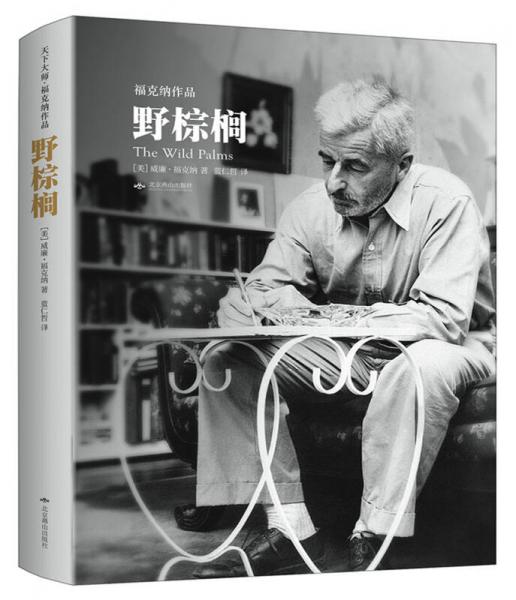 天下大师·福克纳作品
野棕榈
[美]威廉·福克纳 著
蓝仁哲 译
北京燕山出版社
福克纳作品
野棕榈
The Wild Palms
[美] 威廉·福克纳 著 蓝仁哲 译
北京燕山出版社